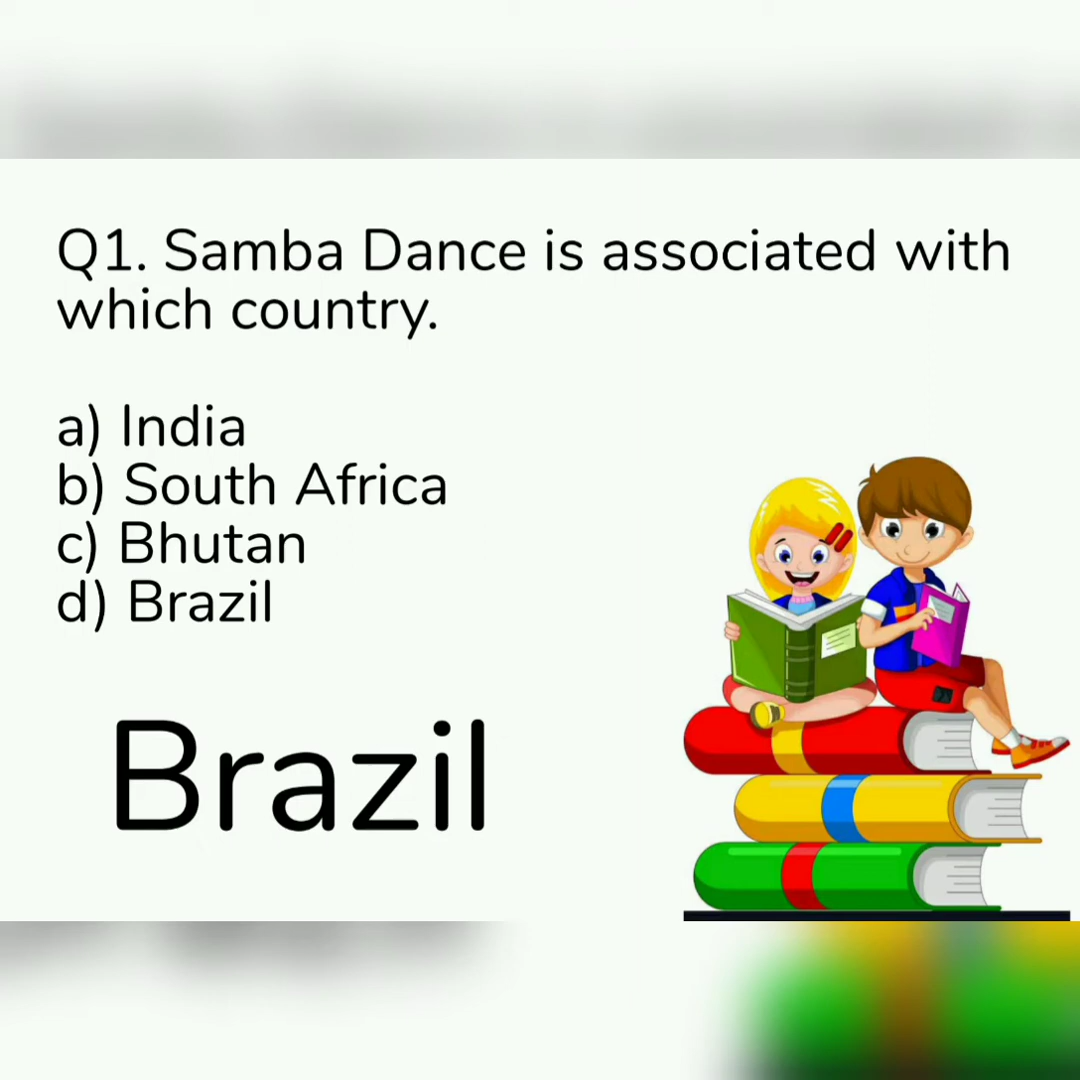 Q1. Samba Dance is associated with
which country.
a) India
b) South Africa
c) Bhutan
d) Brazil
Brazil